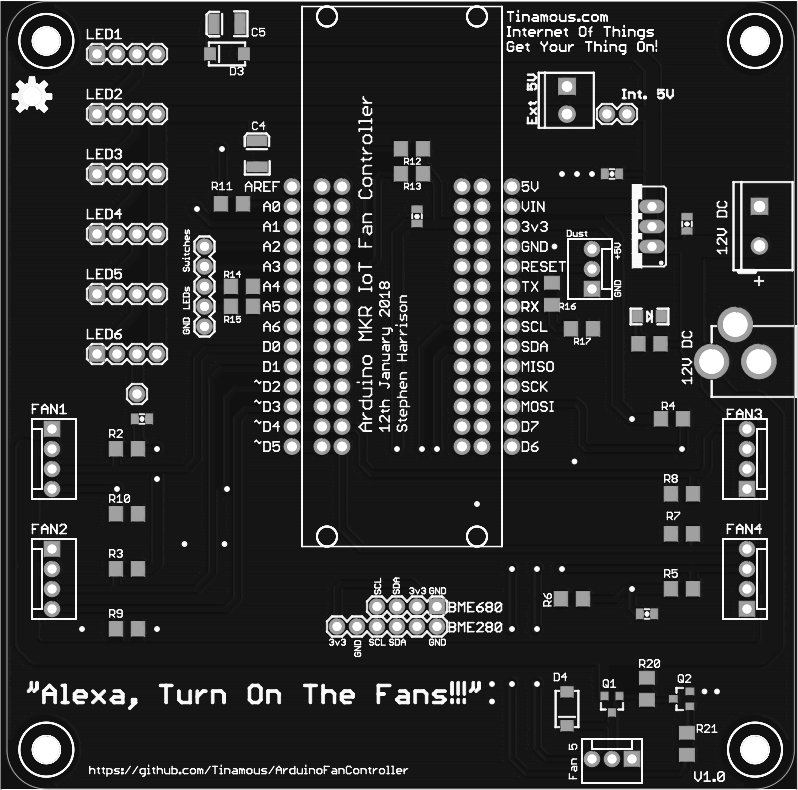 Tinamous.com
Internet Of Things
Get Your Thing On!
LED1
C5
D3
LED2
Ext 5V
Int. 5V
C4
LED3
R12
R13
R11
AREF
A0
A1
A2
A3
A4
A5
A6
D0
D1
~D2
~D3
~D4
~D5
Arduino MKR IoT Fan Controller
12th January 2018
Stephen Harrison
5V
VIN
3v3
GND
RESET
TX
RX
SCL
SDA
MISO
SCK
MOSI
D7
D6
Dust
+5V
GND
12V DC
+
LED4
Switches
LEDs
GND
R14
R15
R16
R17
LED5
LED6
12V DC
FAN1
R2
R4
FAN3
R10
R8
R7
FAN2
FAN4
R3
R5
R9
R6
SCL
SDA
3v3
GND
BME680
BME280
3v3
GND
SCL
SDA
GND
"Alexa, Turn On The Fans!!!":
D4
Q1
R20
Q2
R21
Fan 5
https://github.com/Tinamous/ArduinoFanController
V1.0